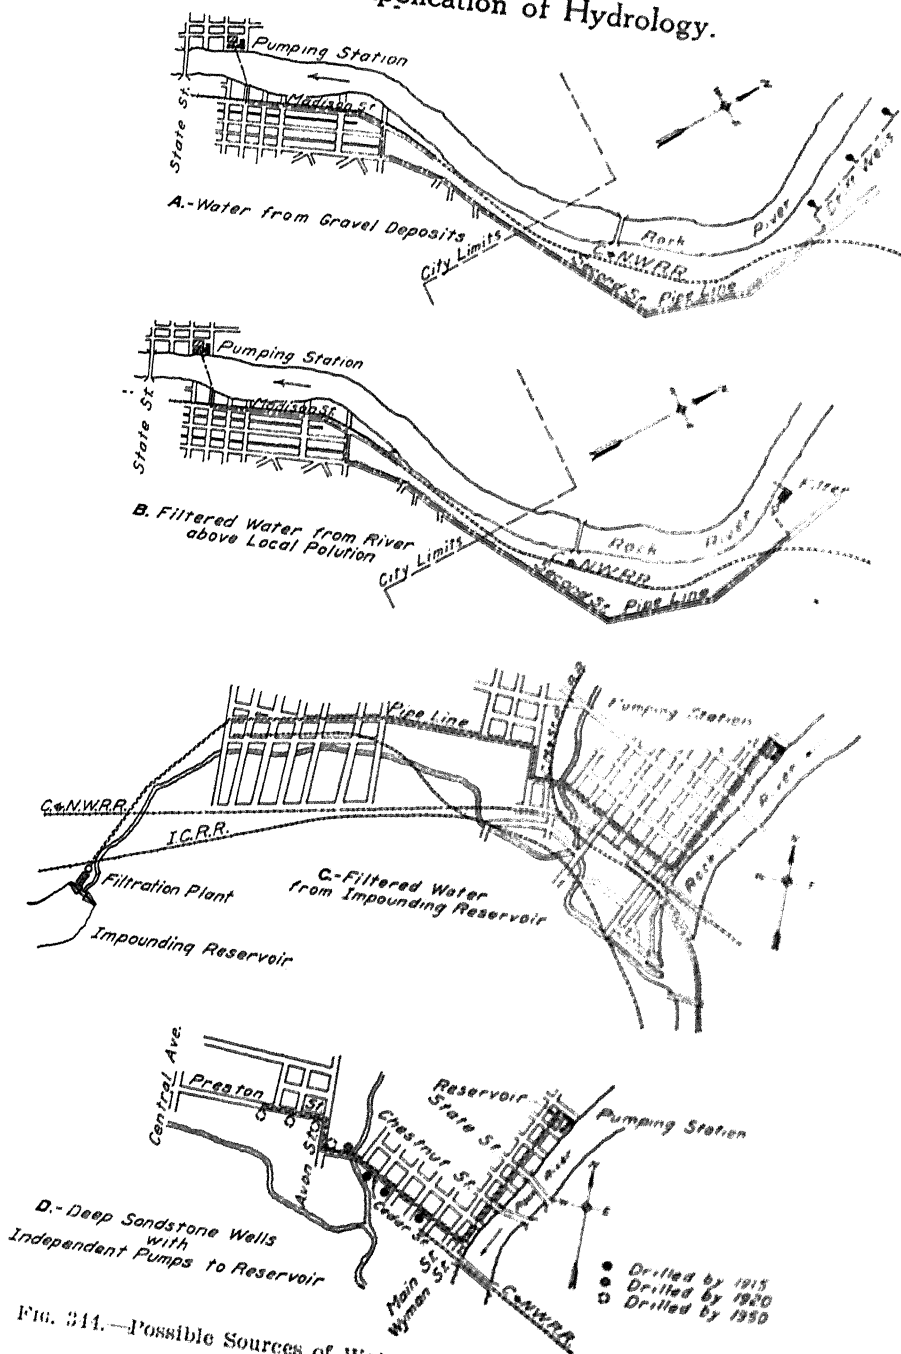 of Hydrology.
Pumping Station
Madison St
State St.
A.-Water from Gravel Deposits
City Limits
Rock
River
C.&N.W.R.R.
Pipe Line
Pumping Station
Madison St.
State St.
B. Filtered Water from River
above Local Polution
City Limits
Rock
River
Filter
C.&N.W.R.R.
Pipe Line
Pipe Line
Pumping Station
C.&N.W.R.R.
I.C.R.R.
Rock
River
Filtration Plant
C.-Filtered Water
from Impounding Reservoir
Impounding Reservoir
N
Central Ave.
Preston
St
Avon St.
Reservoir
State St.
Chestnut St.
Pumping Station
River
Cedar St.
E
D.-Deep Sandstone Wells
with
Independent Pumps to Reservoir
Main St.
Wyman St.
C.&N.W.R.R.
Drilled by 1915
Drilled by 1920
Drilled by 1950
FIG. 344.—Possible Sources of